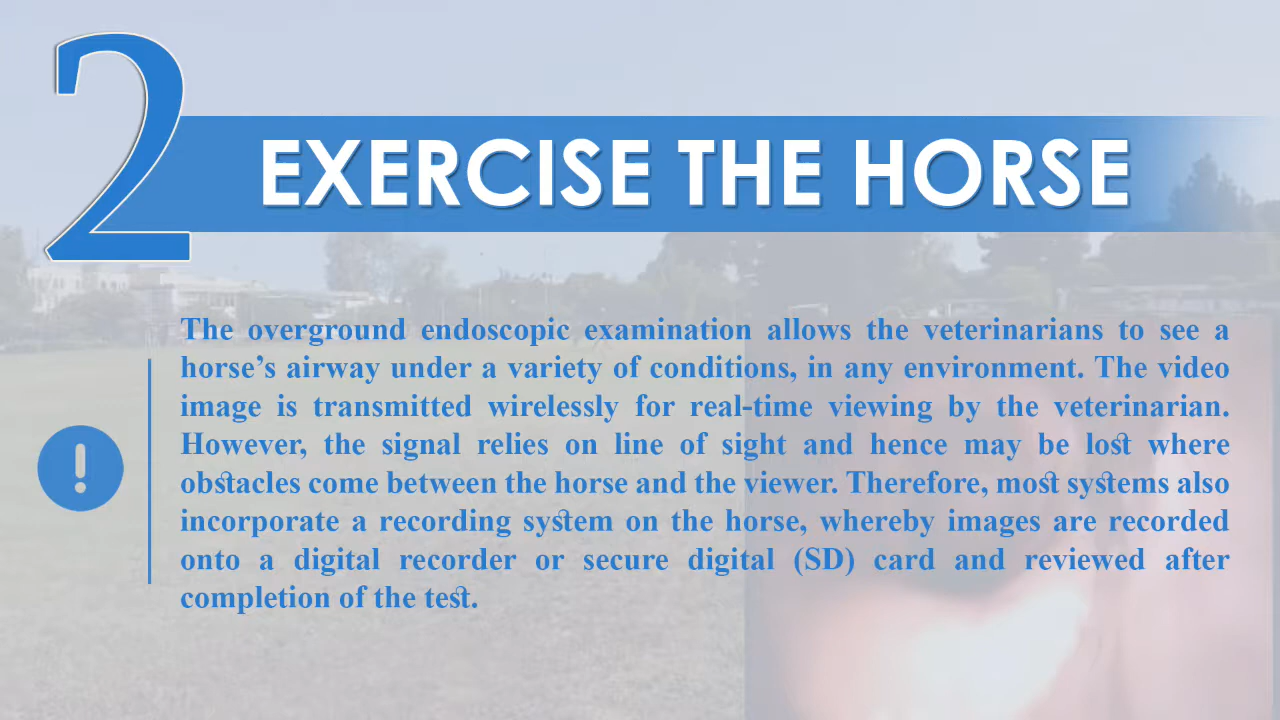 2
EXERCISE THE HORSE
The overground endoscopic examination allows the veterinarians to see a
horse’s airway under a variety of conditions, in any environment. The video
image is transmitted wirelessly for real-time viewing by the veterinarian.
However, the signal relies on line of sight and hence may be lost where
obstacles come between the horse and the viewer. Therefore, most systems also
incorporate a recording system on the horse, whereby images are recorded
onto a digital recorder or secure digital (SD) card and reviewed after
completion of the test.